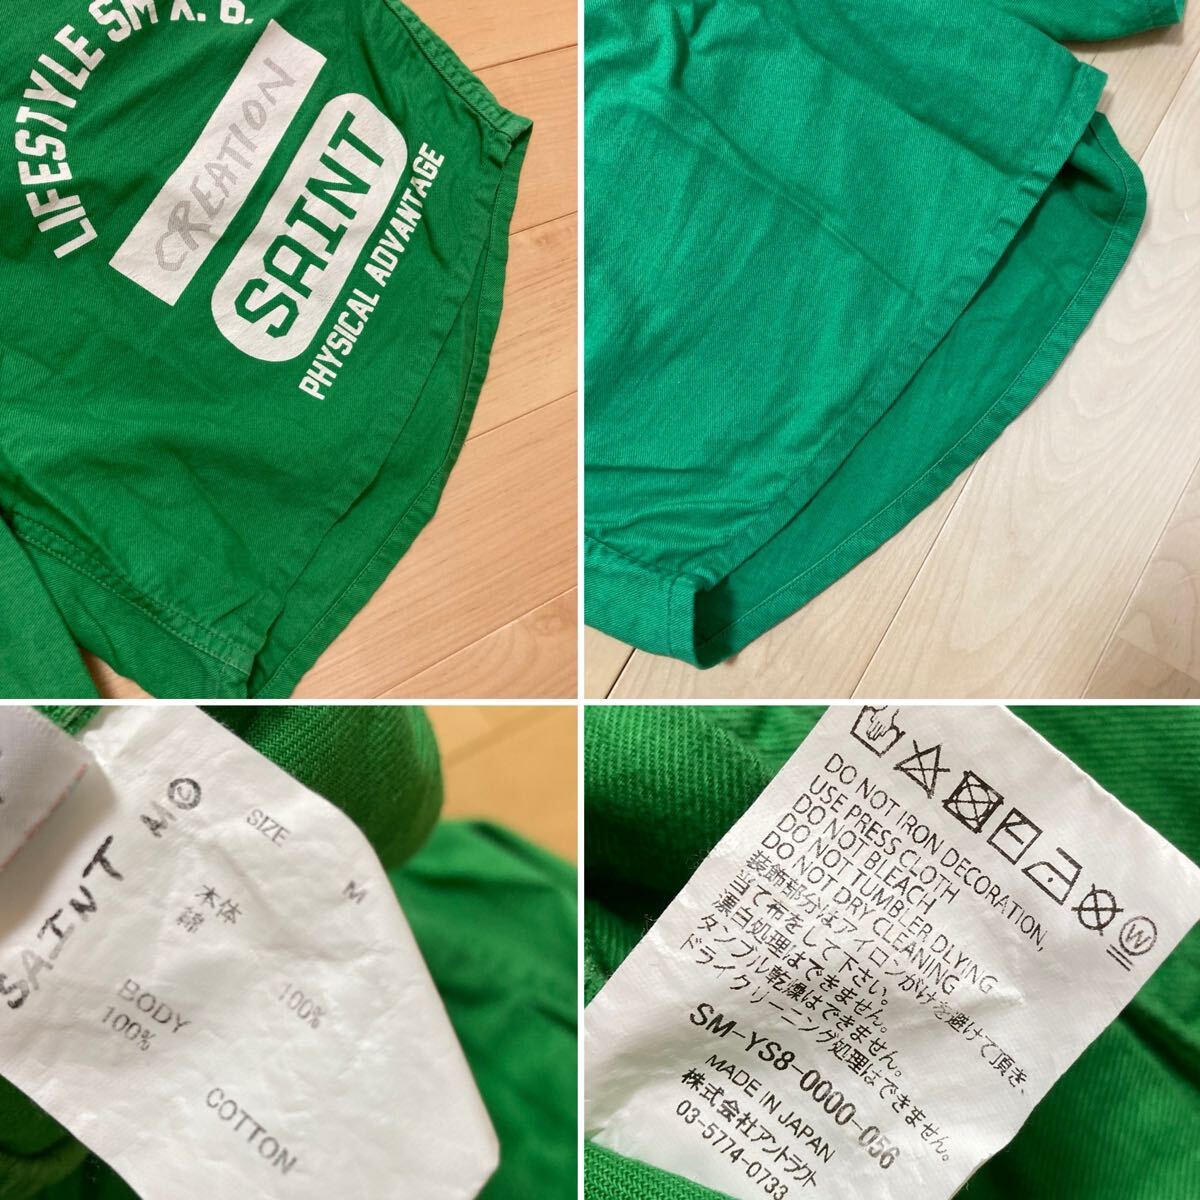 LIFESTYLE SM X. B.
CREATION
SAINT
PHYSICAL ADVANTAGE
SAINT
SIZE M
本体
綿 100%
BODY
100% COTTON
DO NOT IRON DECORATION,
USE PRESS CLOTH
DO NOT BLEACH
DO NOT TUMBLER DLYING
DO NOT DRY CLEANING
装飾部分はアイロンがけを避けて頂き、
当て布をして下さい。
漂白処理はできません。
タンブル乾燥はできません。
ドライクリーニング処理はできません。
SM-YS8-0000-056
MADE IN JAPAN
株式会社アントラクト
03-5774-0733
W